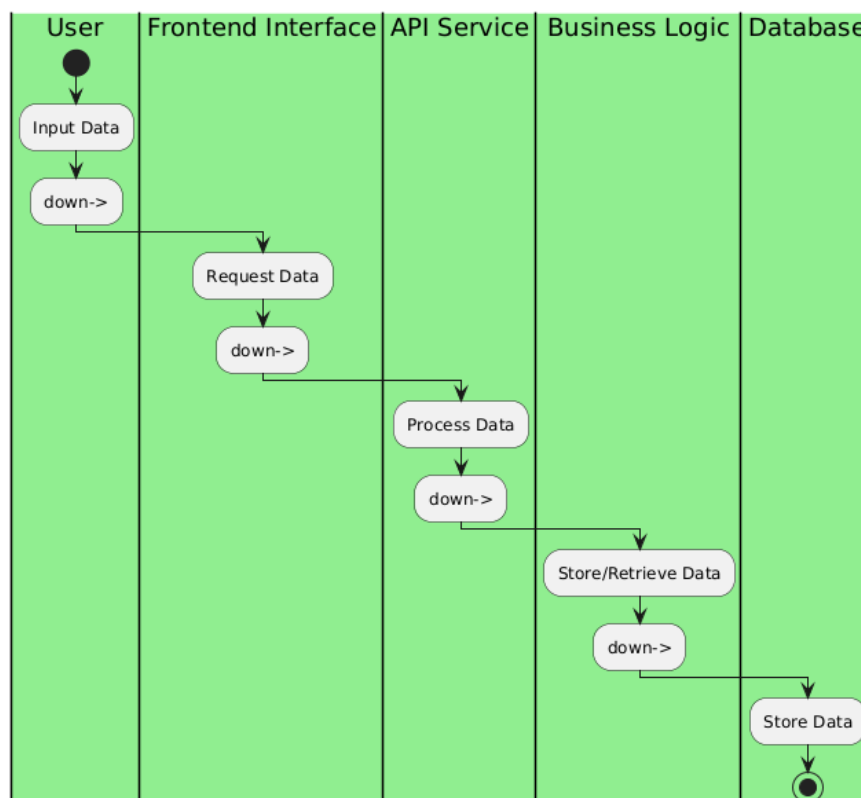 User Frontend Interface API Service Business Logic Database
Input Data
down->
Request Data
down->
Process Data
down->
Store/Retrieve Data
down->
Store Data